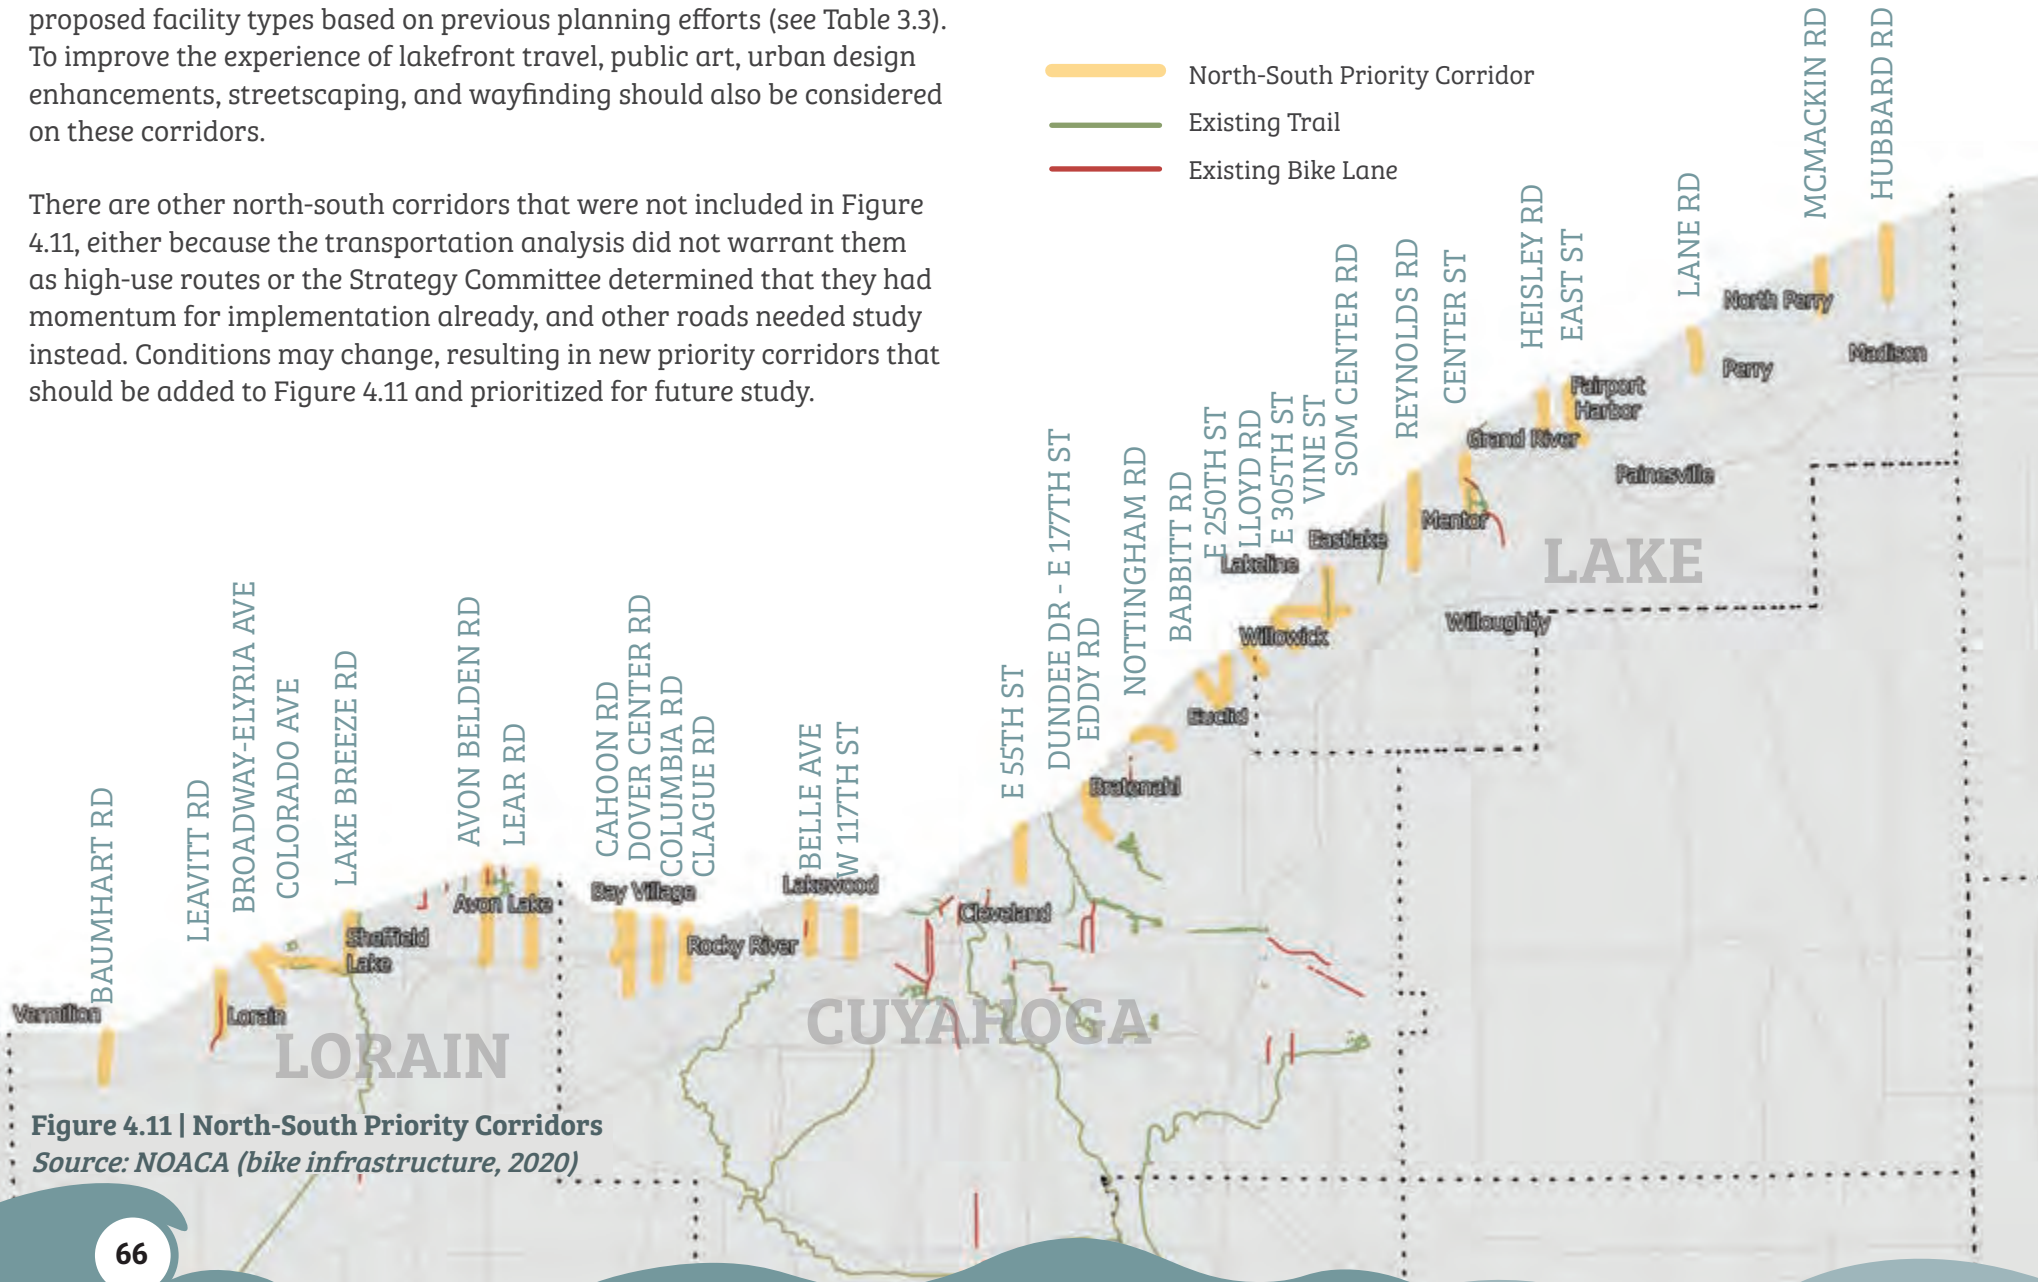 proposed facility types based on previous planning efforts (see Table 3.3).
To improve the experience of lakefront travel, public art, urban design
enhancements, streetscaping, and wayfinding should also be considered
on these corridors.
There are other north-south corridors that were not included in Figure
4.11, either because the transportation analysis did not warrant them
as high-use routes or the Strategy Committee determined that they had
momentum for implementation already, and other roads needed study
instead. Conditions may change, resulting in new priority corridors that
should be added to Figure 4.11 and prioritized for future study.
North-South Priority Corridor
Existing Trail
Existing Bike Lane
BAUMHART RD
LEAVITT RD
BROADWAY-ELYRIA AVE
COLORADO AVE
LAKE BREEZE RD
AVON BELDEN RD
LEAR RD
CAHOON RD
DOVER CENTER RD
COLUMBIA RD
CLAGUE RD
BELLE AVE
W 117TH ST
E 55TH ST
DUNDEE DR - E 177TH ST
EDDY RD
NOTTINGHAM RD
BABBITT RD
E 250TH ST
LLOYD RD
E 305TH ST
VINE ST
SOM CENTER RD
REYNOLDS RD
CENTER ST
HEISLEY RD
EAST ST
LANE RD
MCMACKIN RD
HUBBARD RD
Vermilion
Lorain
Sheffield
Lake
Avon Lake
Bay Village
Rocky River
Lakewood
Cleveland
Bratenahl
Euclid
Willowick
Lakeline
Eastlake
Willoughby
Mentor
Grand River
Fairport
Harbor
Painesville
Perry
North Perry
Madison
LORAIN
CUYAHOGA
LAKE
Figure 4.11 | North-South Priority Corridors
Source: NOACA (bike infrastructure, 2020)
66